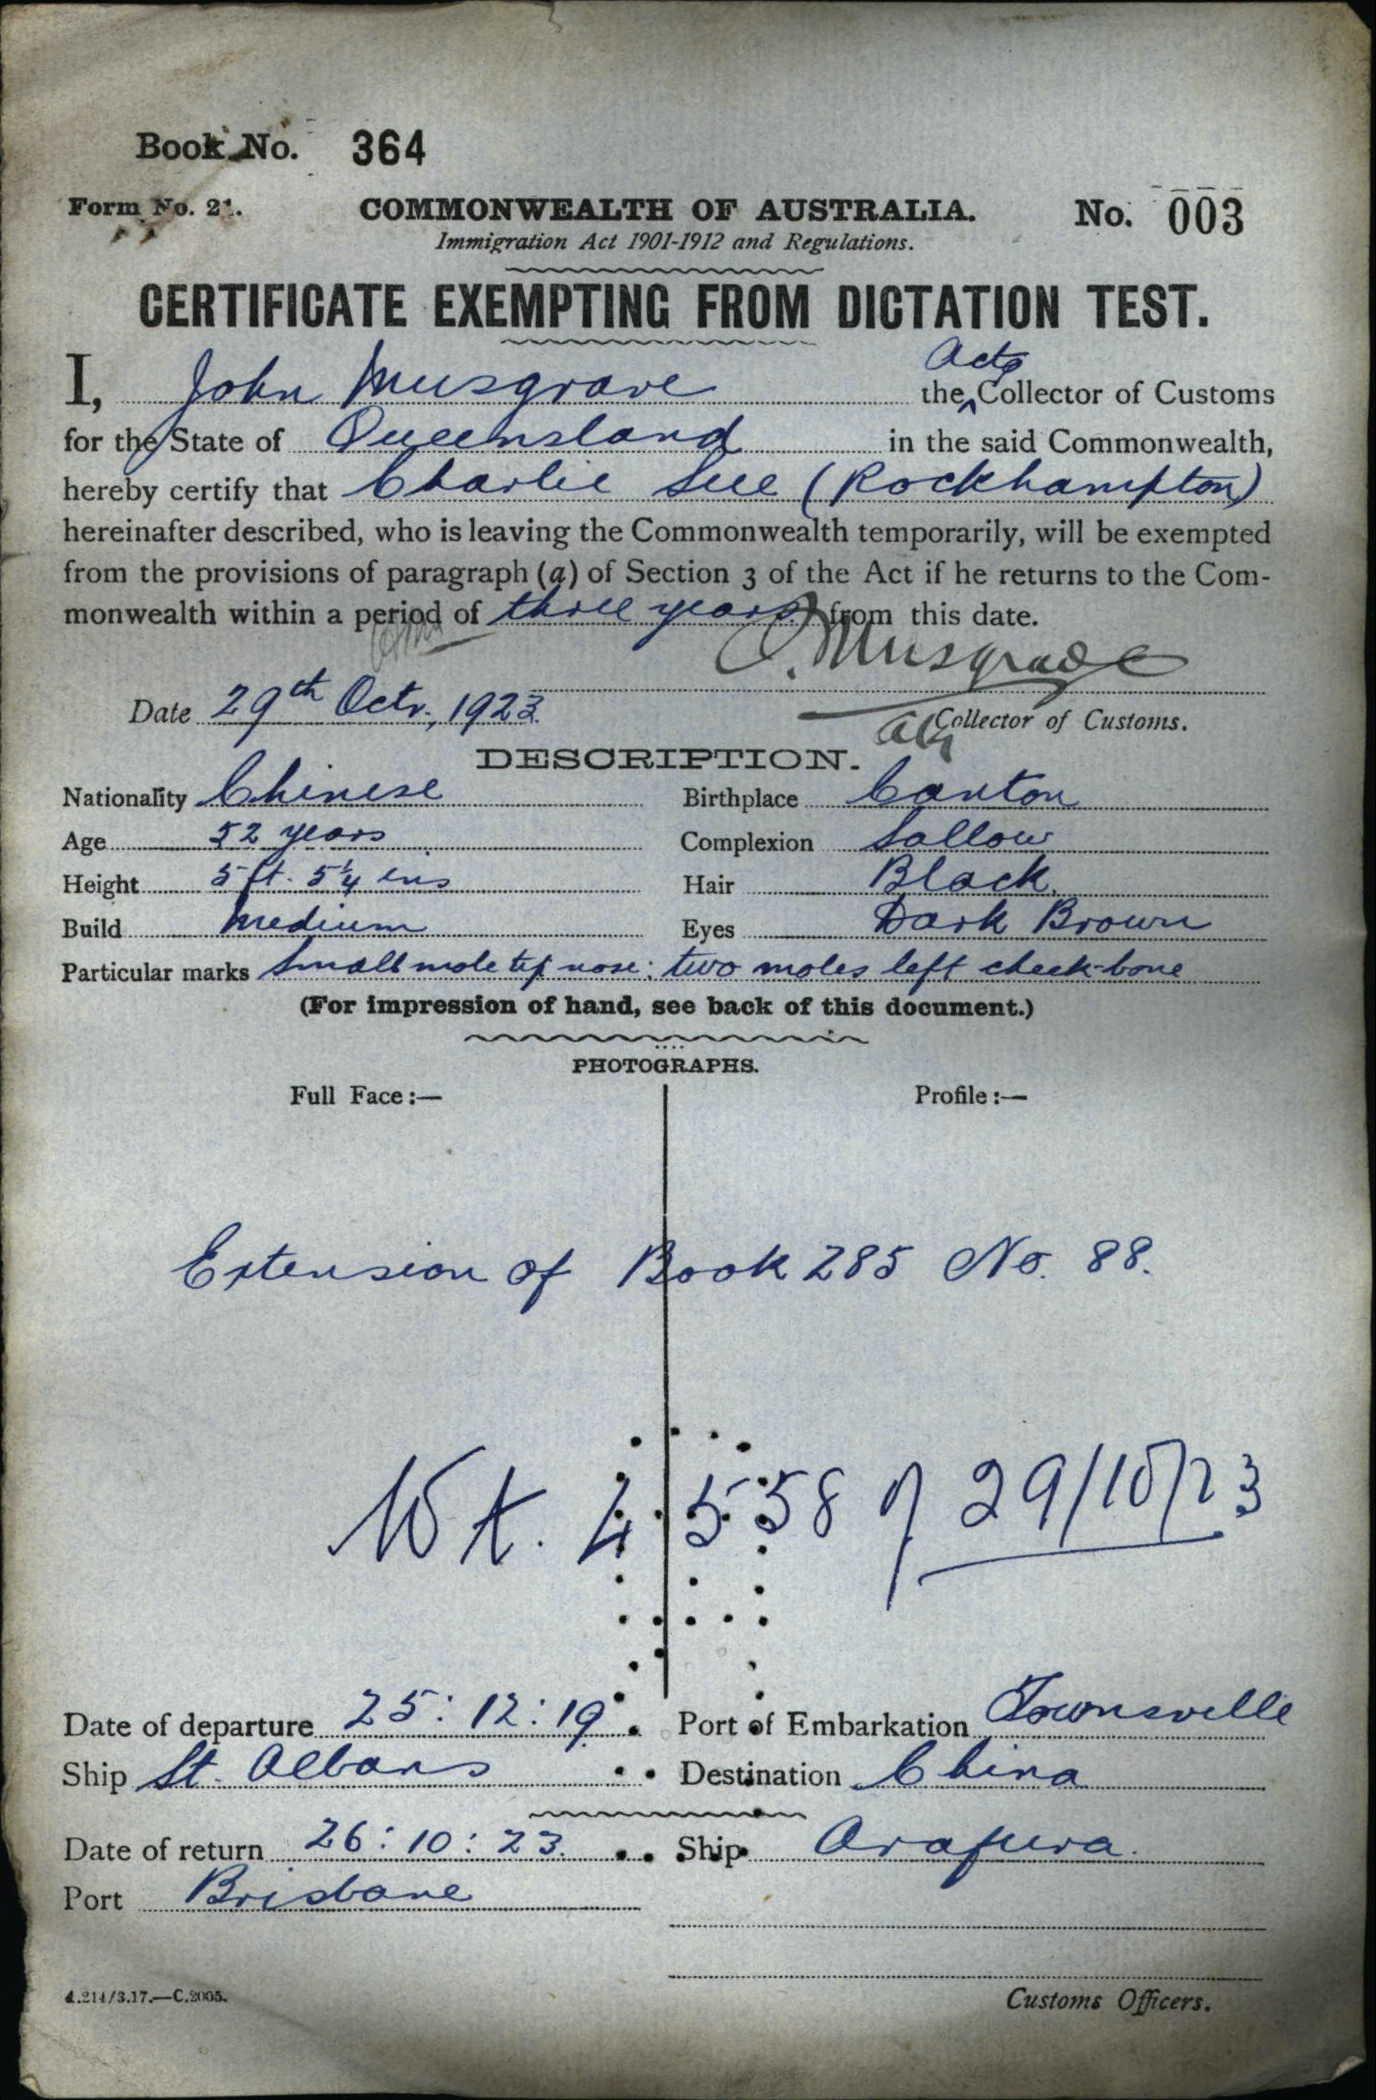 Book No. 364
Form No. 21. COMMONWEALTH OF AUSTRALIA. No. 003
Immigration Act 1901-1912 and Regulations.
CERTIFICATE EXEMPTING FROM DICTATION TEST.
Actg
I, John Musgrave the Collector of Customs
for the State of Queensland in the said Commonwealth,
hereby certify that Charlie Sue (Rockhampton)
hereinafter described, who is leaving the Commonwealth temporarily, will be exempted
from the provisions of paragraph (a) of Section 3 of the Act if he returns to the Com-
monwealth within a period of three years from this date.
J. Musgrave
Date 29th Octr., 1923. Actg Collector of Customs.
DESCRIPTION.
Nationality Chinese Birthplace Canton
Age 52 years Complexion Sallow
Height 5 ft. 5¼ ins Hair Black.
Build Medium Eyes Dark Brown
Particular marks Small mole tip nose: two moles left cheek-bone
(For impression of hand, see back of this document.)
PHOTOGRAPHS.
Full Face:— Profile:—
Extension of Book 285 No. 88.
4558 of 29/10/23
Date of departure 25:12:19. Port of Embarkation Townsville
Ship St. Albans Destination China
Date of return 26:10:23. Ship Arafura.
Port Brisbane
4.214/3.17.—C.2005. Customs Officers.